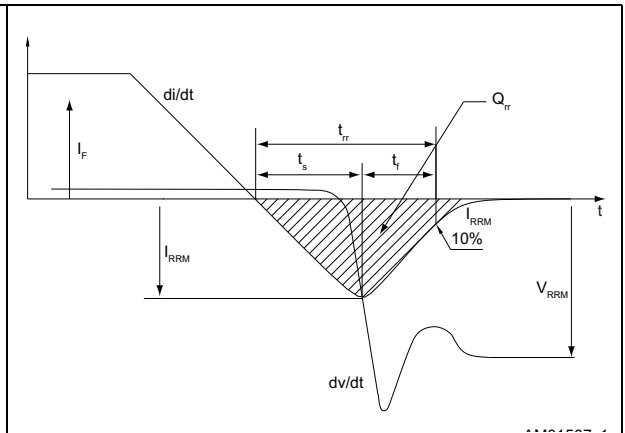 di/dt
Q_rr
t_rr
I_F
t_s
t_f
t
I_RRM
10%
I_RRM
V_RRM
dv/dt